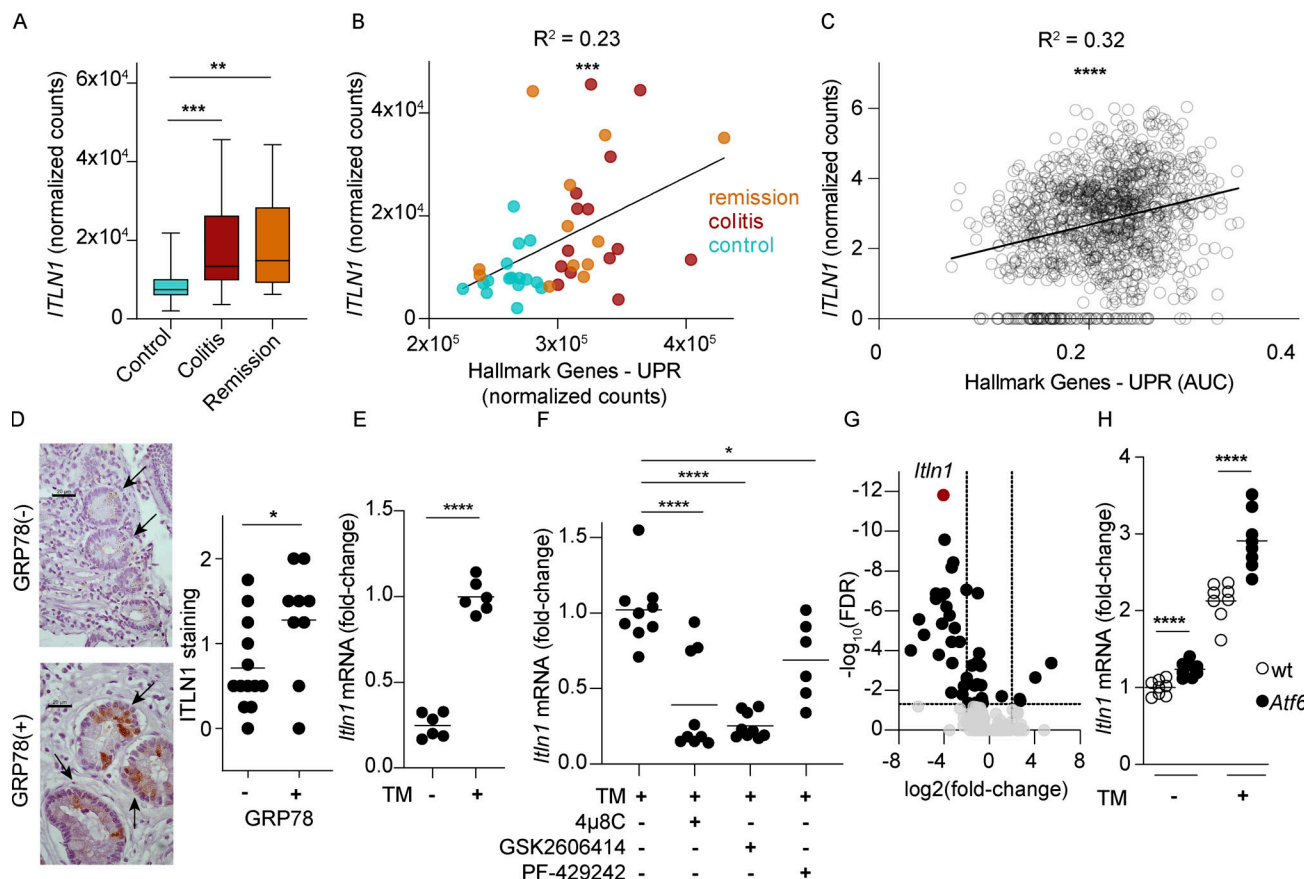 A
ITLN1 (normalized counts)
6x10⁴
4x10⁴
2x10⁴
0
**
***
Control
Colitis
Remission
B
R² = 0.23
***
ITLN1 (normalized counts)
4x10⁴
2x10⁴
0
remission
colitis
control
2x10⁵
3x10⁵
4x10⁵
Hallmark Genes - UPR
(normalized counts)
C
R² = 0.32
****
ITLN1 (normalized counts)
6
4
2
0
0
0.2
0.4
Hallmark Genes - UPR (AUC)
D
GRP78(-)
20 µm
GRP78(+)
20 µm
ITLN1 staining
*
2
1
0
-
+
GRP78
E
Itln1 mRNA (fold-change)
1.5
1.0
0.5
0.0
****
TM
-
+
F
Itln1 mRNA (fold-change)
1.5
1.0
0.5
0.0
*
****
****
TM + + + +
4µ8C - + - -
GSK2606414 - - + -
PF-429242 - - - +
G
-log₁₀(FDR)
Itln1
-12
-10
-8
-6
-4
-2
0
-8
-4
0
4
8
log2(fold-change)
H
Itln1 mRNA (fold-change)
4
3
2
1
0
****
****
wt
Atf6
TM
-
+